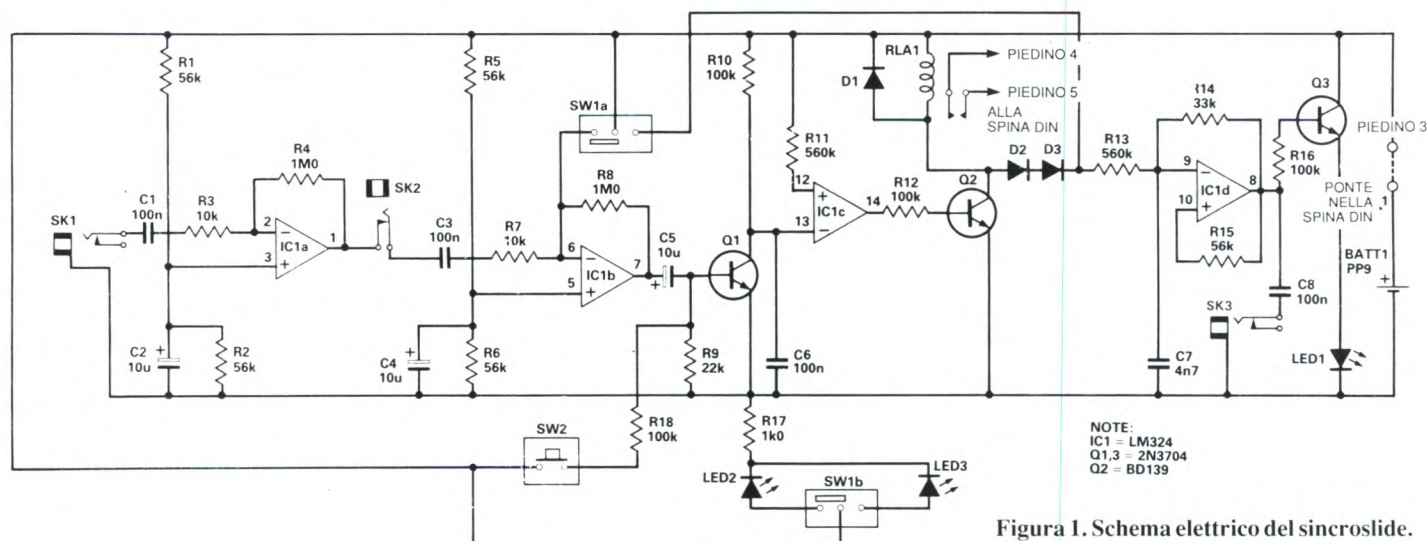 R1
56k
R5
56k
R10
100k
RLA1
PIEDINO 4
D1
PIEDINO 5
ALLA
SPINA DIN
R14
33k
Q3
SW1a
R11
560k
R4
1M0
R8
1M0
SK2
SK1
C1
100n
R3
10k
2
3
IC1a
1
C3
100n
R7
10k
6
5
IC1b
7
C5
10u
+
Q1
12
13
IC1c
14
R12
100k
Q2
D2
D3
R13
560k
9
10
IC1d
8
R15
56k
R16
100k
PIEDINO 3
PONTE
NELLA
SPINA DIN
1
BATT1
PP9
+
C2
10u
+
R2
56k
C4
10u
+
R6
56k
R9
22k
C6
100n
C7
4n7
SK3
C8
100n
LED1
SW2
R18
100k
R17
1k0
LED2
SW1b
LED3
NOTE:
IC1 = LM324
Q1,3 = 2N3704
Q2 = BD139
Figura 1. Schema elettrico del sincroslide.